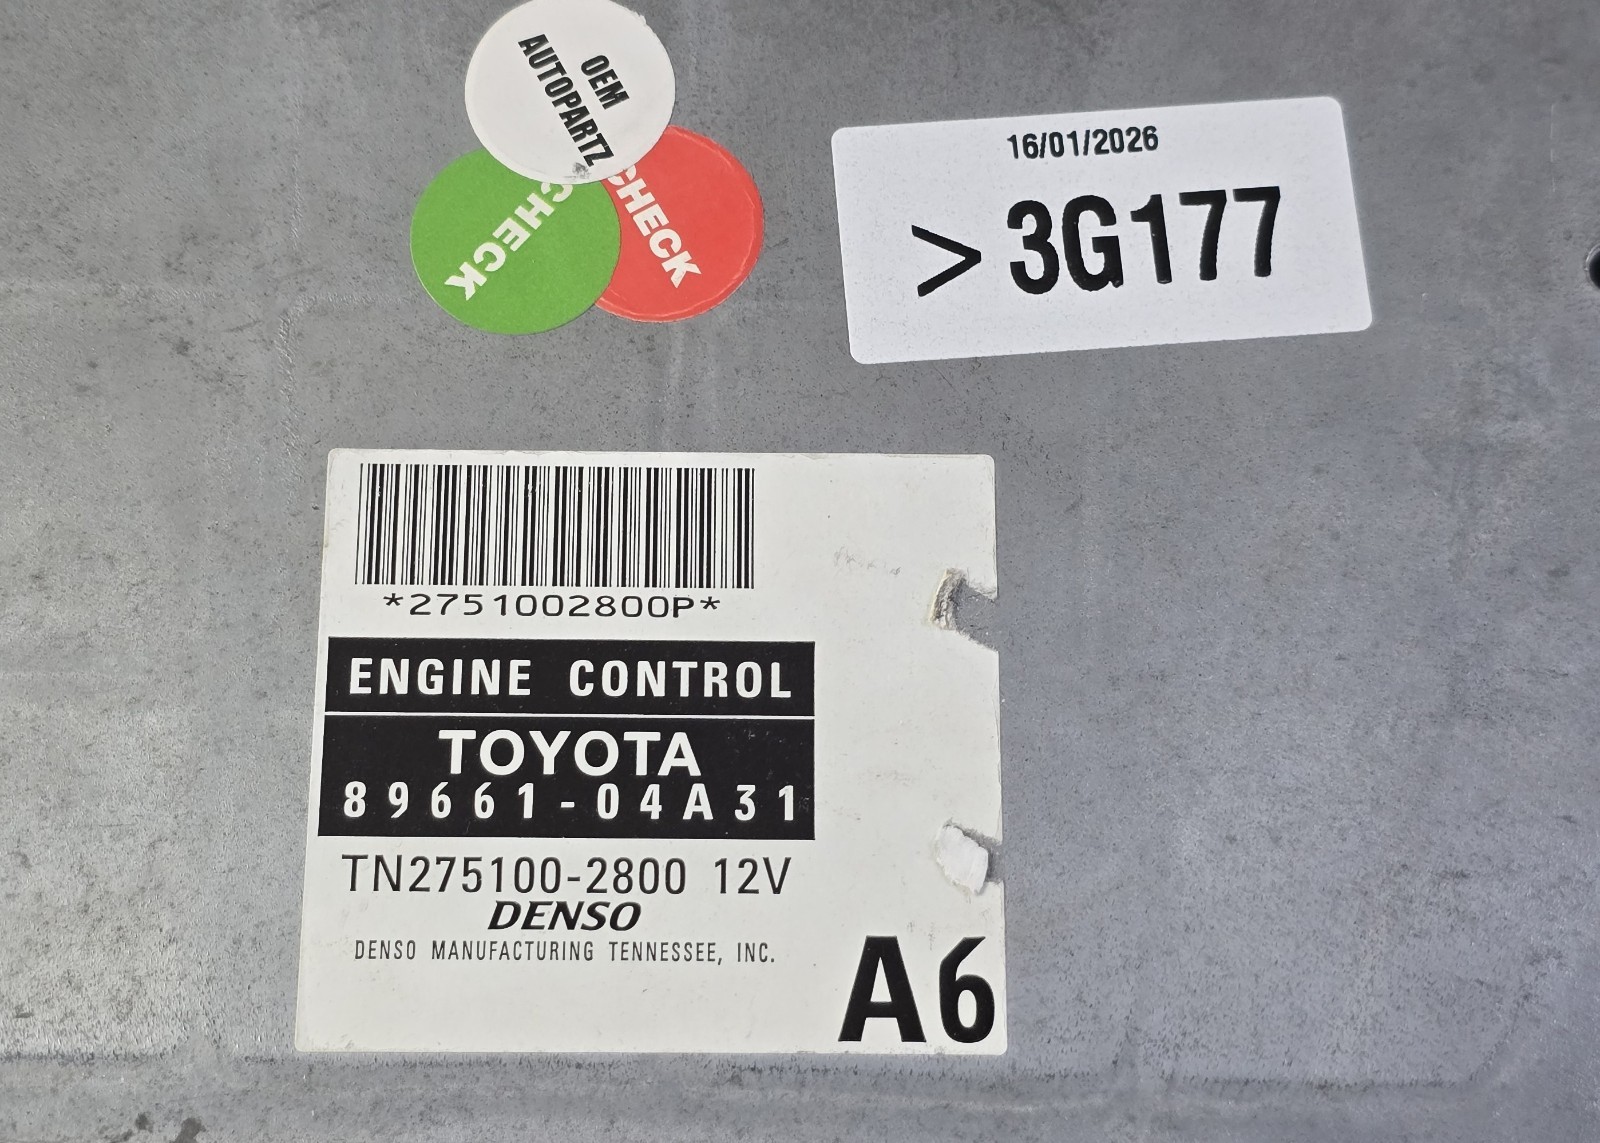 OEM
AUTOPARTZ
CHECK
CHECK
16/01/2026
> 3G177
*2751002800P*
ENGINE CONTROL
TOYOTA
89661-04A31
TN275100-2800 12V
DENSO
DENSO MANUFACTURING TENNESSEE, INC.
A6